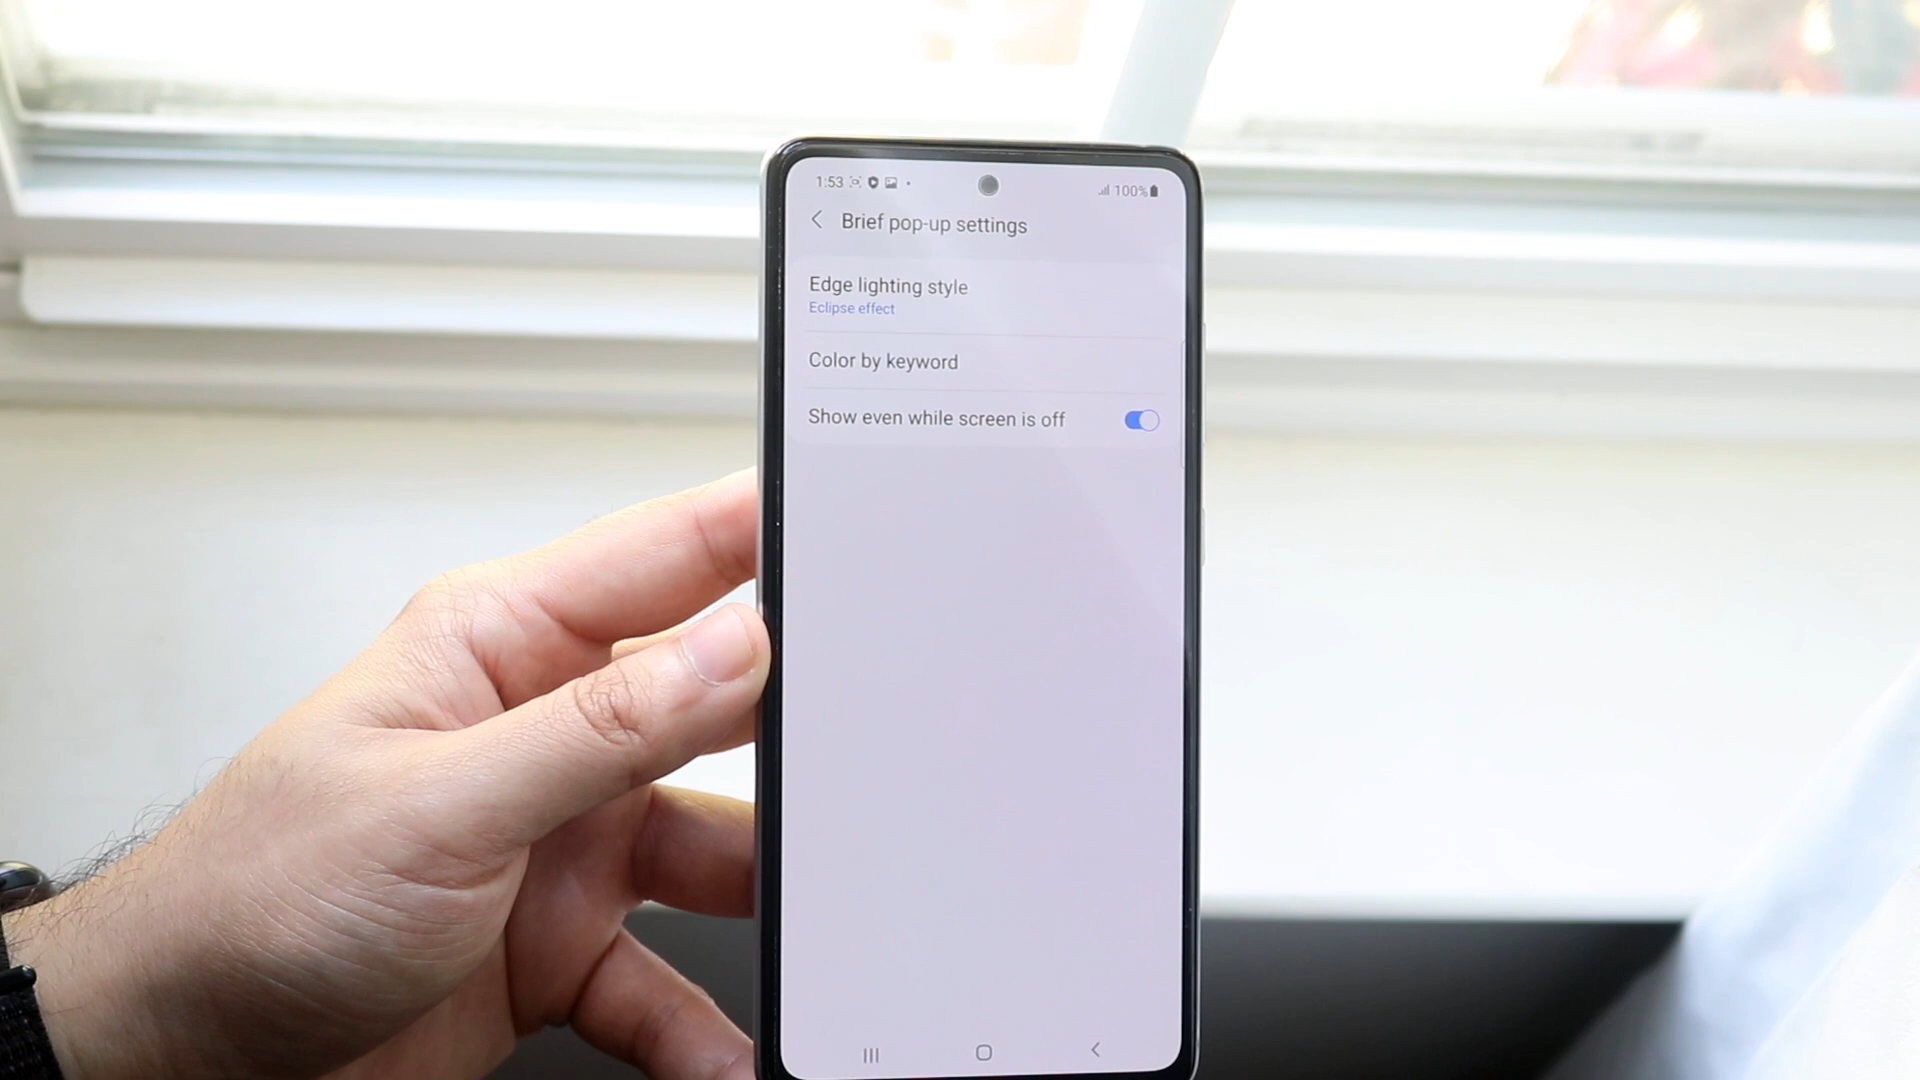 1:53
100%
Brief pop-up settings
Edge lighting style
Eclipse effect
Color by keyword
Show even while screen is off